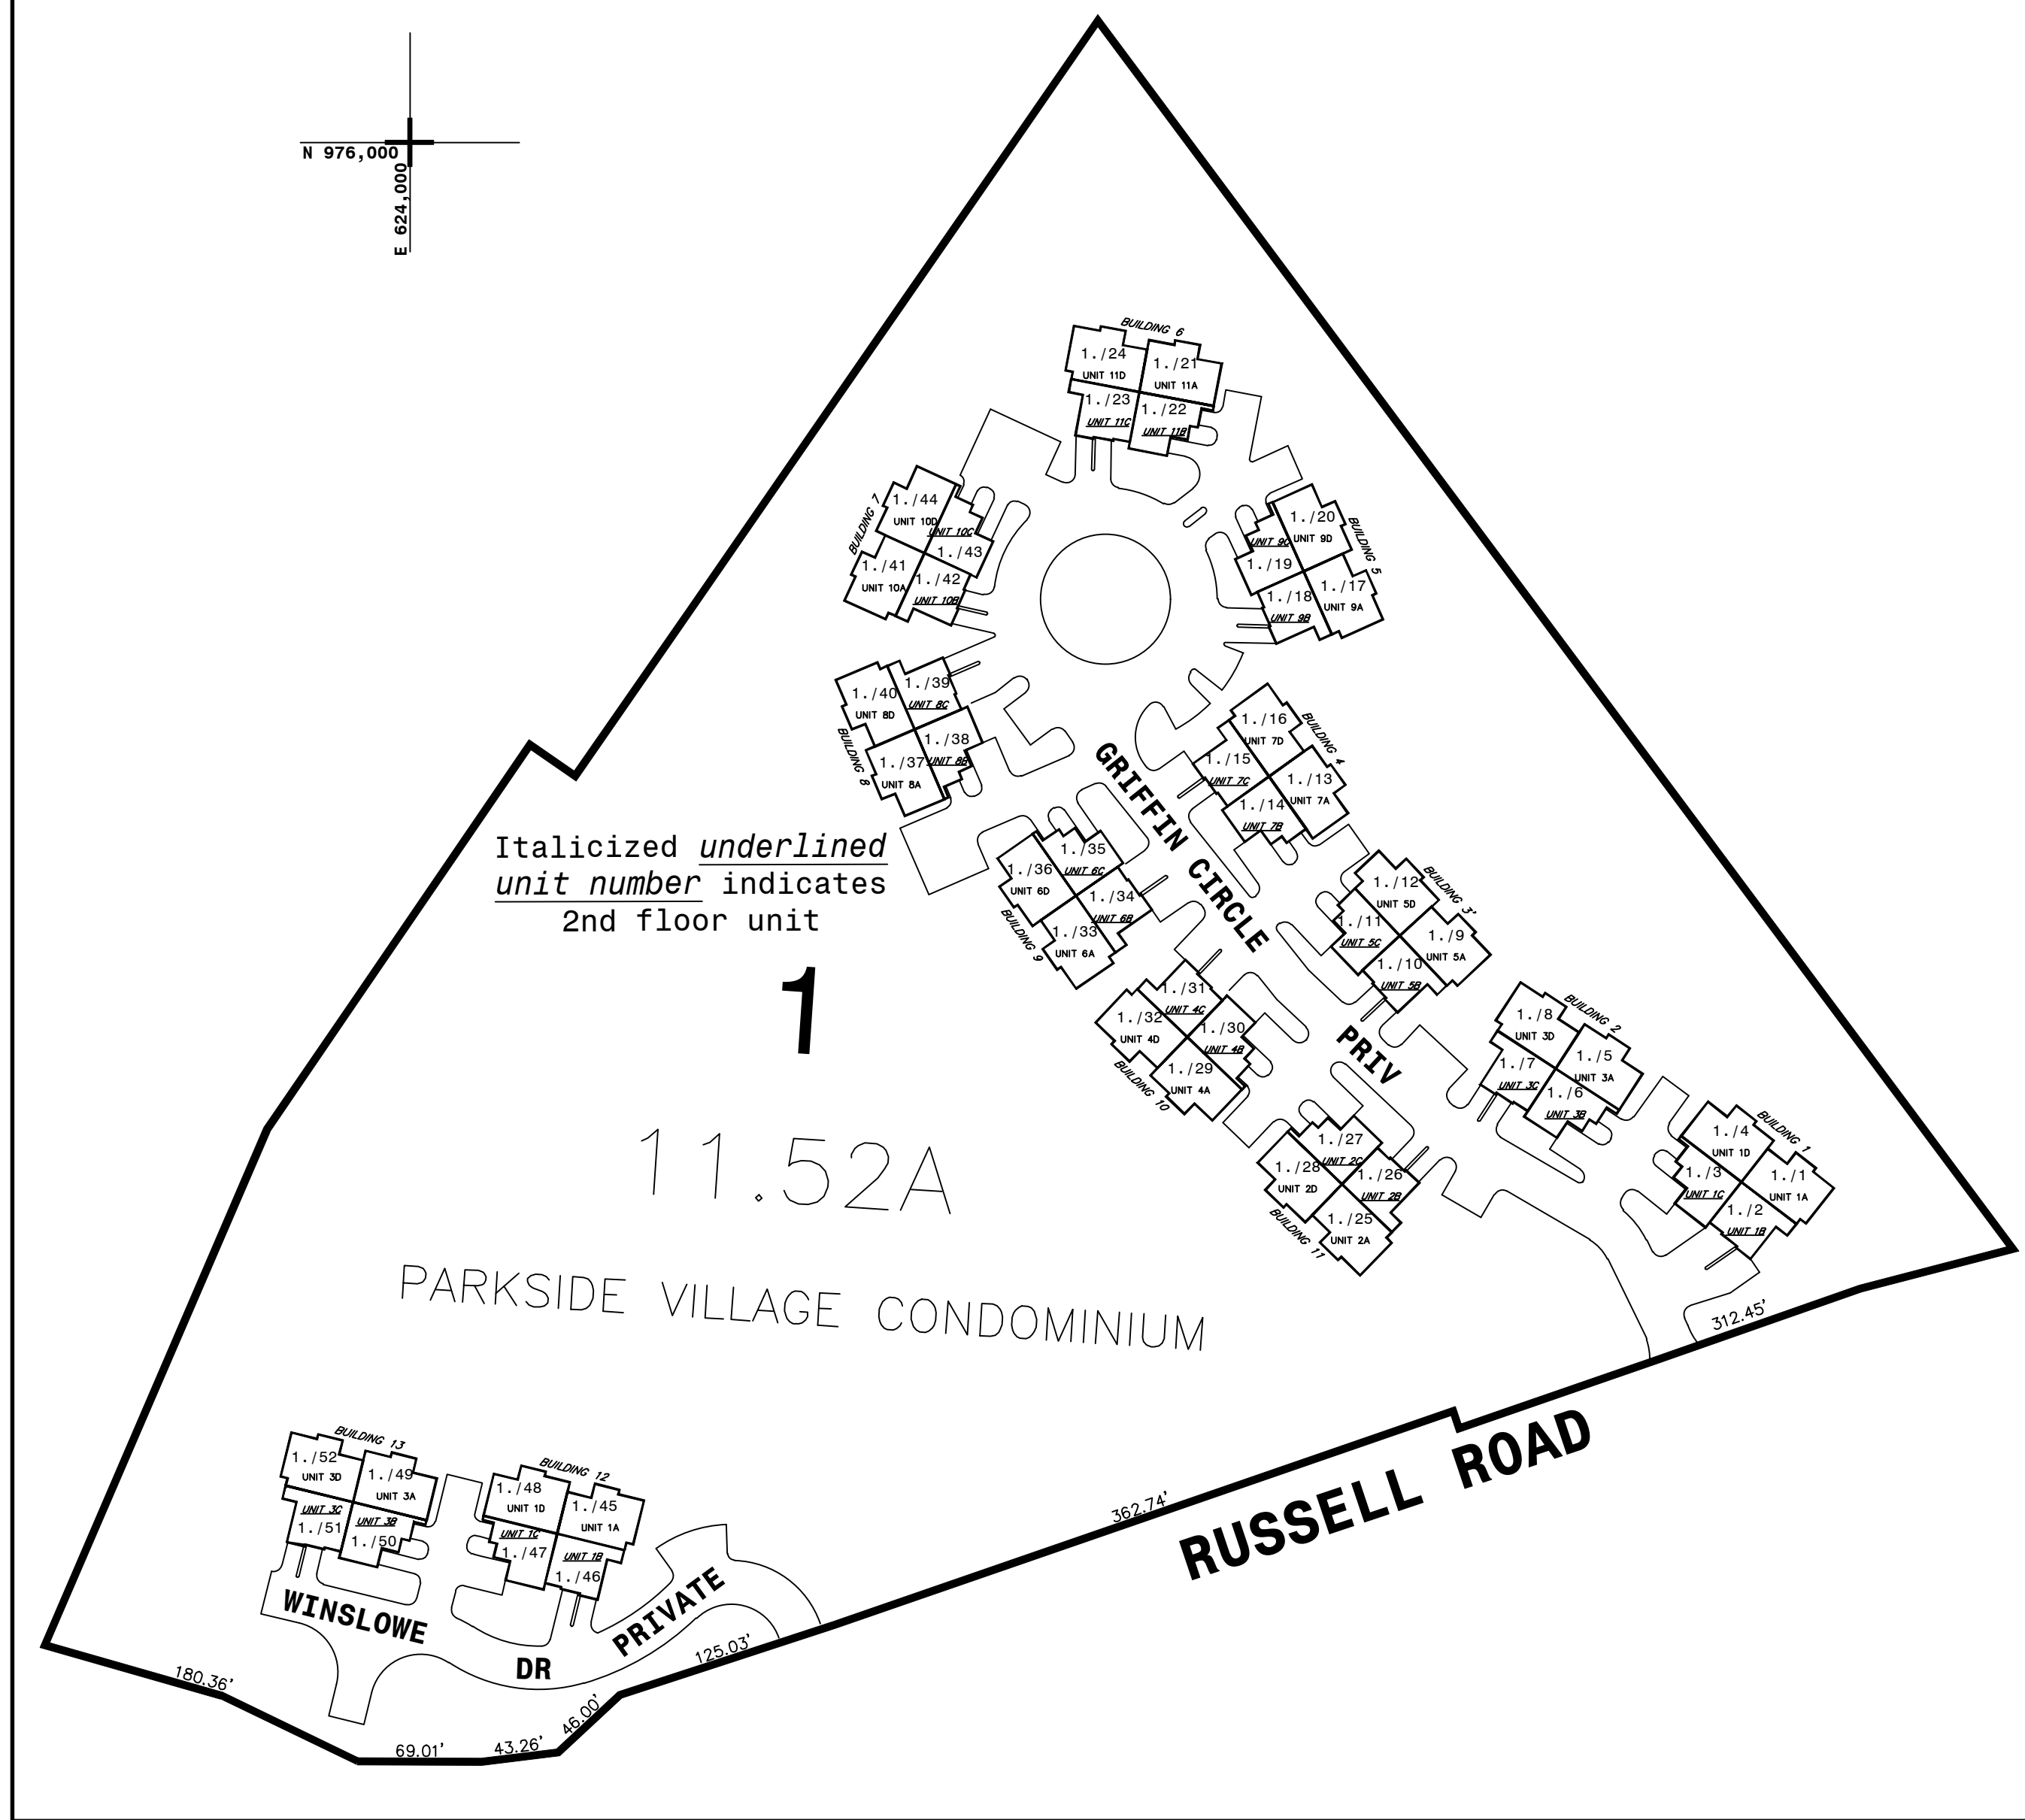 N 976,000
E 624,000
BUILDING 6
1./24
UNIT 11D
1./21
UNIT 11A
1./23
UNIT 11C
1./22
UNIT 11B
BUILDING 7
1./44
UNIT 10D
UNIT 10C
1./43
1./41
UNIT 10A
1./42
UNIT 10B
BUILDING 5
1./20
UNIT 9D
UNIT 9C
1./19
1./17
UNIT 9A
1./18
UNIT 9B
BUILDING 8
1./40
UNIT 8D
1./39
UNIT 8C
1./38
UNIT 8B
1./37
UNIT 8A
BUILDING 4
1./16
UNIT 7D
1./15
UNIT 7C
1./13
UNIT 7A
1./14
UNIT 7B
GRIFFIN CIRCLE
PRIV
Italicized underlined
unit number indicates
2nd floor unit
BUILDING 9
1./35
UNIT 6C
1./36
UNIT 6D
1./34
UNIT 6B
1./33
UNIT 6A
BUILDING 3'
1./12
UNIT 5D
1./11
UNIT 5C
1./9
UNIT 5A
1./10
UNIT 5B
1
BUILDING 10
1./31
UNIT 4C
1./32
UNIT 4D
1./30
UNIT 4B
1./29
UNIT 4A
BUILDING 2
1./8
UNIT 3D
1./5
UNIT 3A
1./7
UNIT 3C
1./6
UNIT 3B
BUILDING 1
1./4
UNIT 1D
1./1
UNIT 1A
1./3
UNIT 1C
1./2
UNIT 1B
BUILDING 11
1./27
UNIT 2C
1./28
UNIT 2D
1./26
UNIT 2B
1./25
UNIT 2A
11.52A
PARKSIDE VILLAGE CONDOMINIUM
312.45'
362.74'
RUSSELL ROAD
BUILDING 13
1./52
UNIT 3D
1./49
UNIT 3A
UNIT 3C
1./51
UNIT 3B
1./50
BUILDING 12
1./48
UNIT 1D
1./45
UNIT 1A
UNIT 1C
1./47
UNIT 1B
1./46
WINSLOWE
DR
PRIVATE
125.03'
180.36'
46.00'
43.26'
69.01'